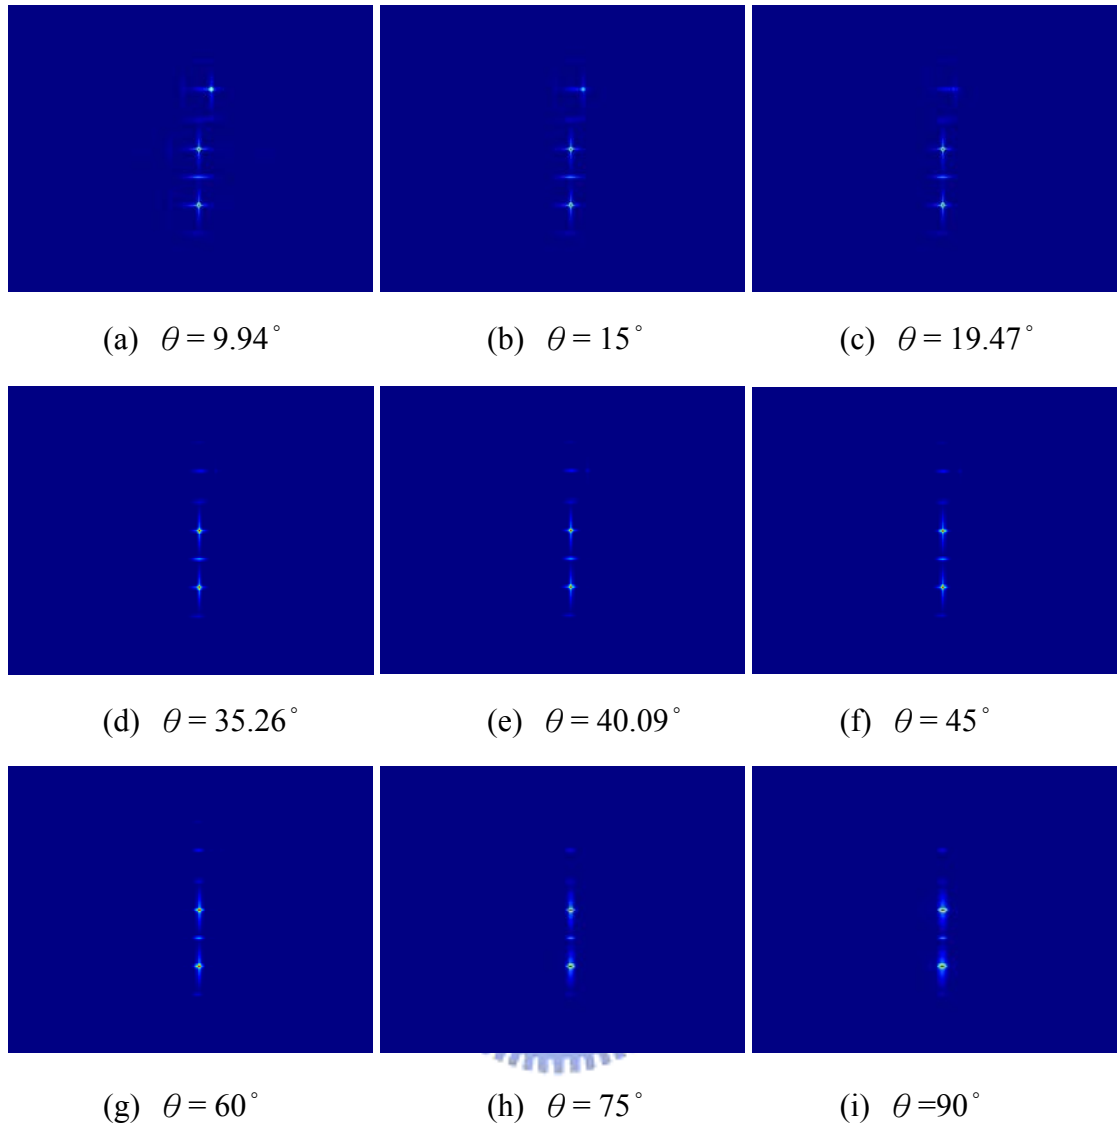 (a) θ = 9.94°
(b) θ = 15°
(c) θ = 19.47°
(d) θ = 35.26°
(e) θ = 40.09°
(f) θ = 45°
(g) θ = 60°
(h) θ = 75°
(i) θ =90°